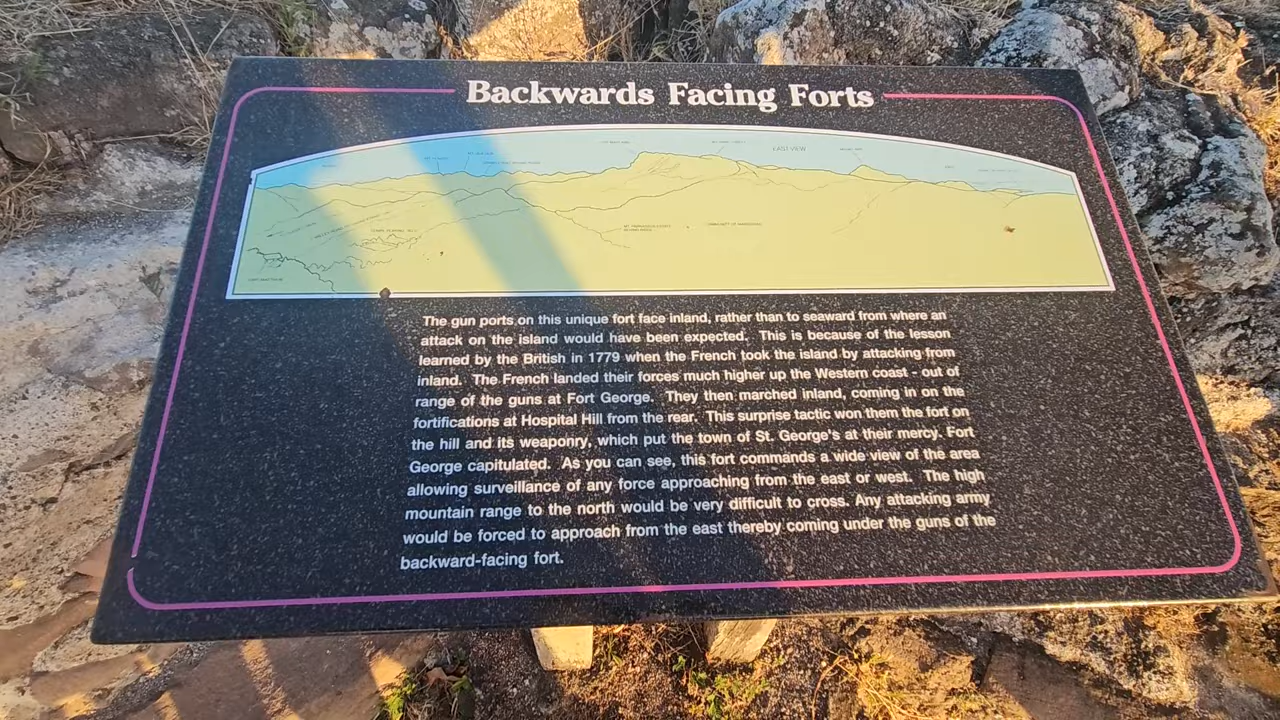 Backwards Facing Forts
EAST VIEW
The gun ports on this unique fort face inland, rather than to seaward from where an
attack on the island would have been expected. This is because of the lesson
learned by the British in 1779 when the French took the island by attacking from
inland. The French landed their forces much higher up the Western coast - out of
range of the guns at Fort George. They then marched inland, coming in on the
fortifications at Hospital Hill from the rear. This surprise tactic won them the fort on
the hill and its weaponry, which put the town of St. George's at their mercy. Fort
George capitulated. As you can see, this fort commands a wide view of the area
allowing surveillance of any force approaching from the east or west. The high
mountain range to the north would be very difficult to cross. Any attacking army
would be forced to approach from the east thereby coming under the guns of the
backward-facing fort.